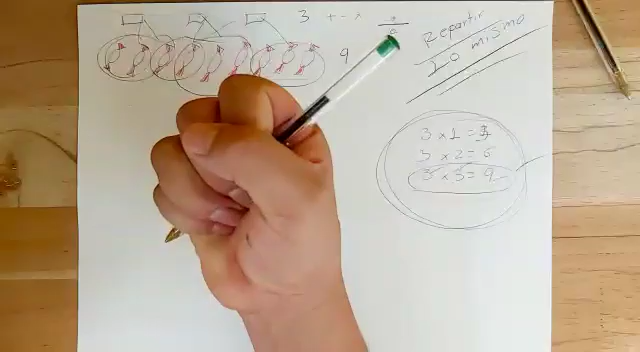 3 + - ×
9
Repartir
Lo mismo
3 x 1 = 3
3 x 2 = 6
3 x 3 = 9